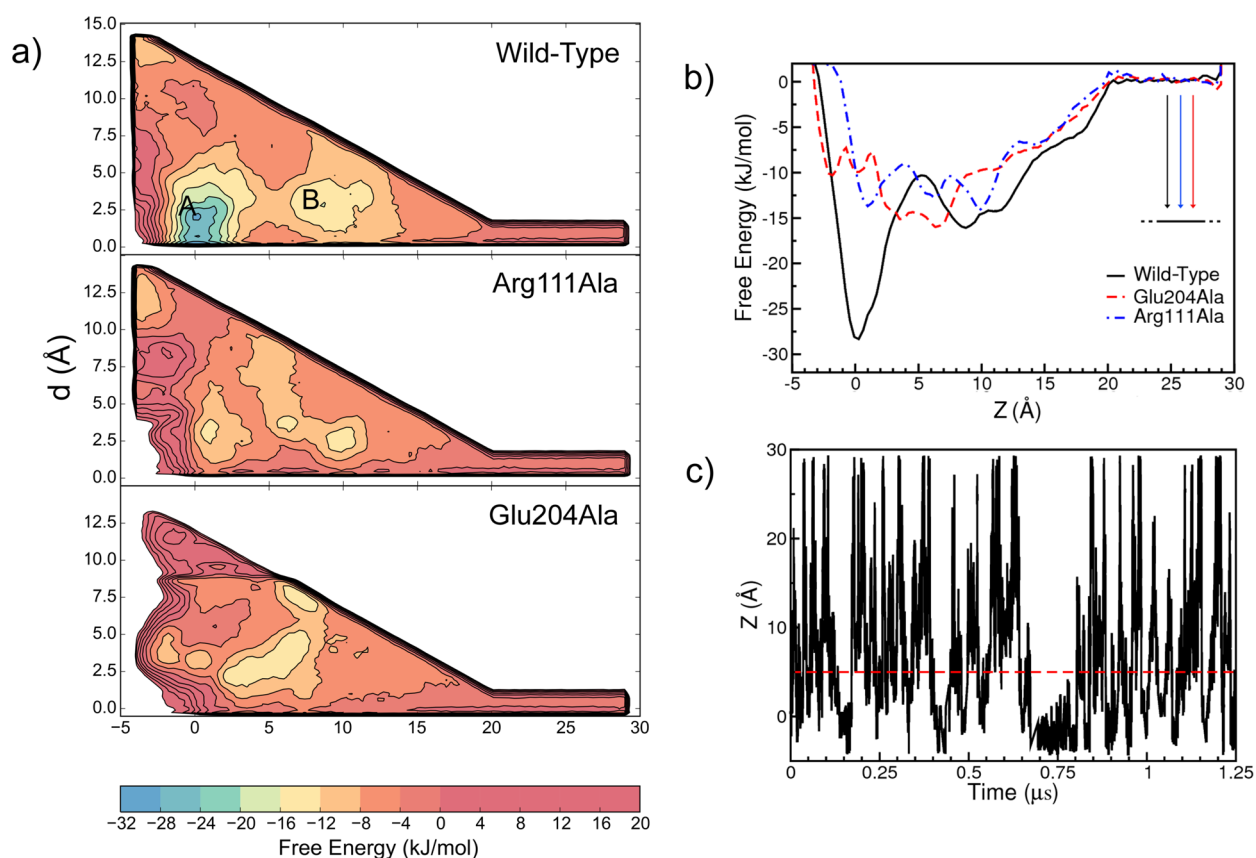 a)
Wild-Type
A
B
15.0
12.5
10.0
7.5
5.0
2.5
0.0
Arg111Ala
12.5
10.0
7.5
5.0
2.5
0.0
Glu204Ala
12.5
10.0
7.5
5.0
2.5
0.0
d (Å)
−5 0 5 10 15 20 25 30
−32 −28 −24 −20 −16 −12 −8 −4 0 4 8 12 16 20
Free Energy (kJ/mol)
b)
0
-5
-10
-15
-20
-25
-30
Free Energy (kJ/mol)
Wild-Type
Glu204Ala
Arg111Ala
-5 0 5 10 15 20 25 30
Z (Å)
c)
30
20
10
0
Z (Å)
0 0.25 0.5 0.75 1 1.25
Time (μs)